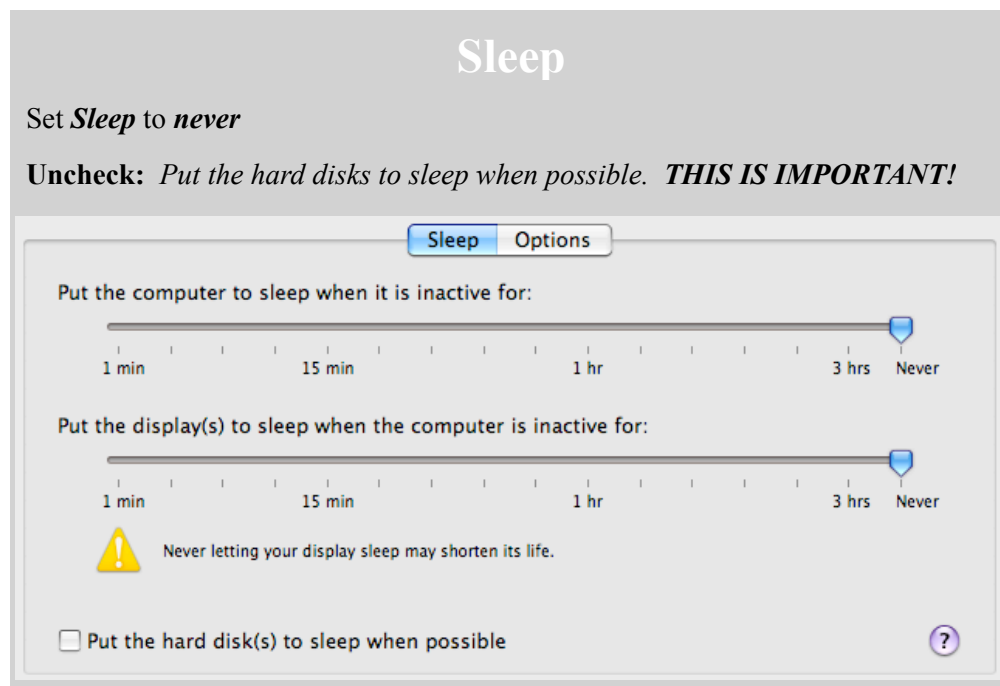 Sleep
Set Sleep to never
Uncheck: Put the hard disks to sleep when possible. THIS IS IMPORTANT!
Sleep Options
Put the computer to sleep when it is inactive for:
1 min 15 min 1 hr 3 hrs Never
Put the display(s) to sleep when the computer is inactive for:
1 min 15 min 1 hr 3 hrs Never
Never letting your display sleep may shorten its life.
Put the hard disk(s) to sleep when possible ?